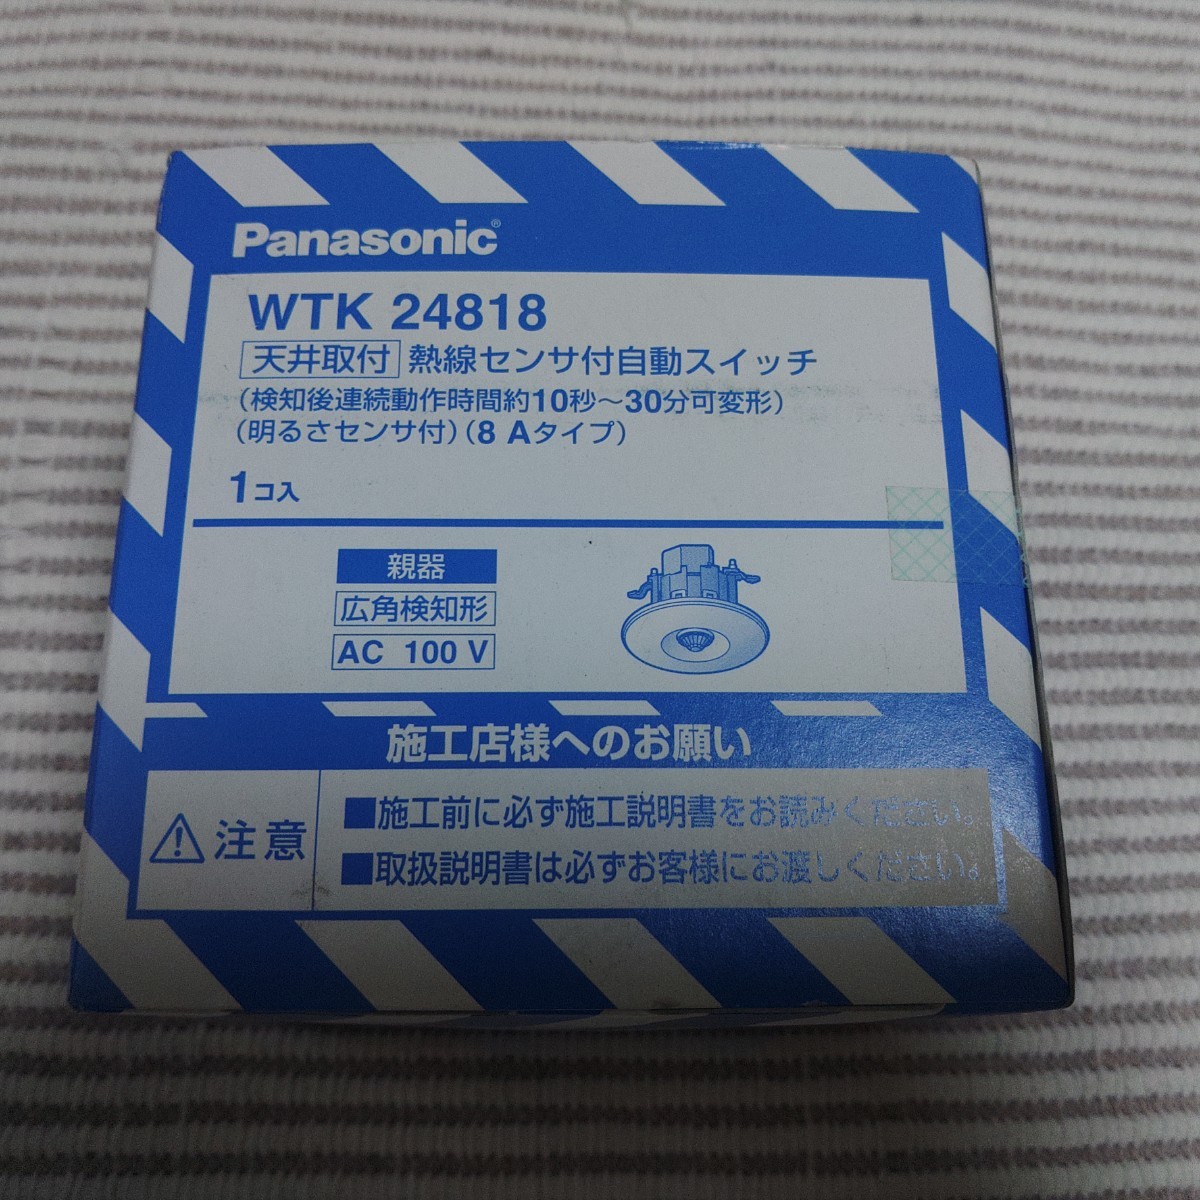 Panasonic®
WTK 24818
天井取付 熱線センサ付自動スイッチ
(検知後連続動作時間約10秒～30分可変形)
(明るさセンサ付)(8 Aタイプ)
1コ入
親器
広角検知形
AC 100 V
施工店様へのお願い
注意
■施工前に必ず施工説明書をお読みください。
■取扱説明書は必ずお客様にお渡しください。